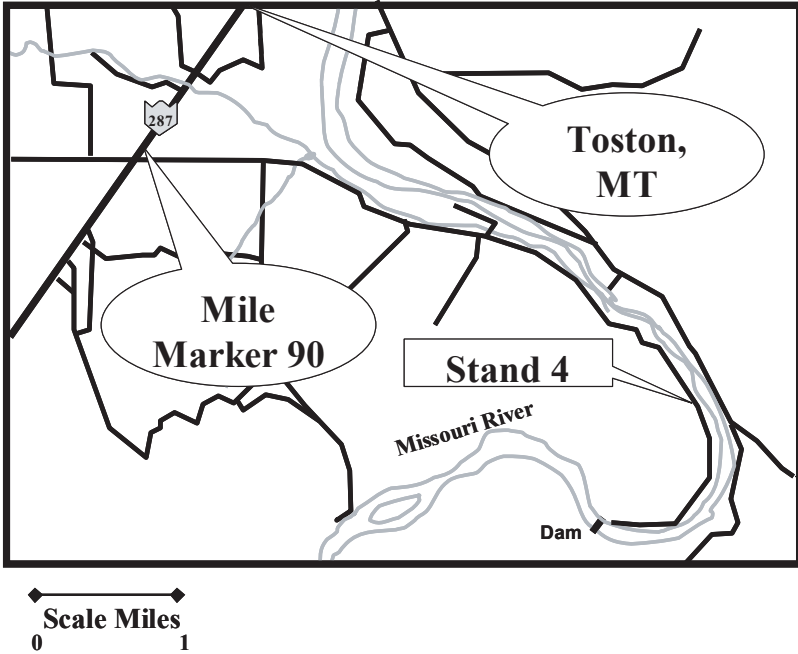 287
Toston,
MT
Mile
Marker 90
Stand 4
Missouri River
Dam
Scale Miles
0 1